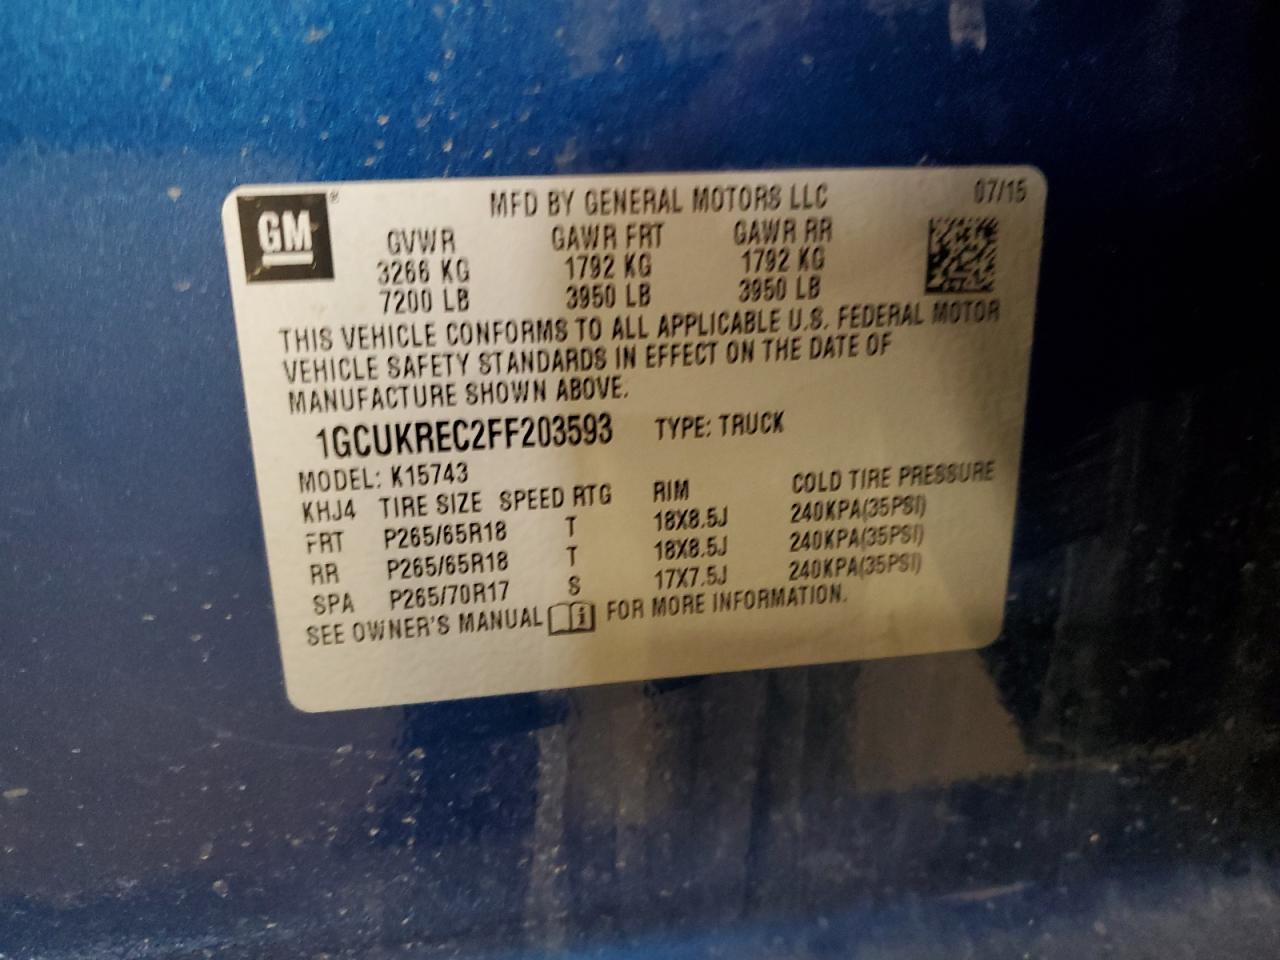 GM® MFD BY GENERAL MOTORS LLC 07/15
GVWR GAWR FRT GAWR RR
3266 KG 1792 KG 1792 KG
7200 LB 3950 LB 3950 LB
THIS VEHICLE CONFORMS TO ALL APPLICABLE U.S. FEDERAL MOTOR
VEHICLE SAFETY STANDARDS IN EFFECT ON THE DATE OF
MANUFACTURE SHOWN ABOVE.
1GCUKREC2FF203593 TYPE: TRUCK
MODEL: K15743
KHJ4 TIRE SIZE SPEED RTG RIM COLD TIRE PRESSURE
FRT P265/65R18 T 18X8.5J 240KPA(35PSI)
RR P265/65R18 T 18X8.5J 240KPA(35PSI)
SPA P265/70R17 S 17X7.5J 240KPA(35PSI)
SEE OWNER'S MANUAL FOR MORE INFORMATION.